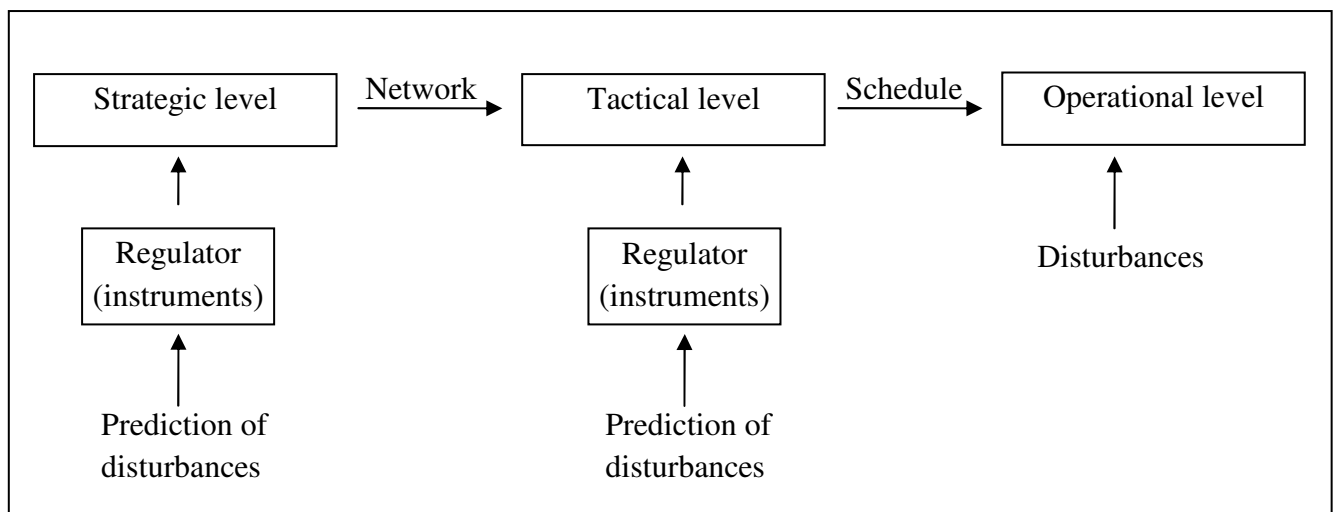 Strategic level
Network
Tactical level
Schedule
Operational level
Regulator
(instruments)
Regulator
(instruments)
Disturbances
Prediction of
disturbances
Prediction of
disturbances